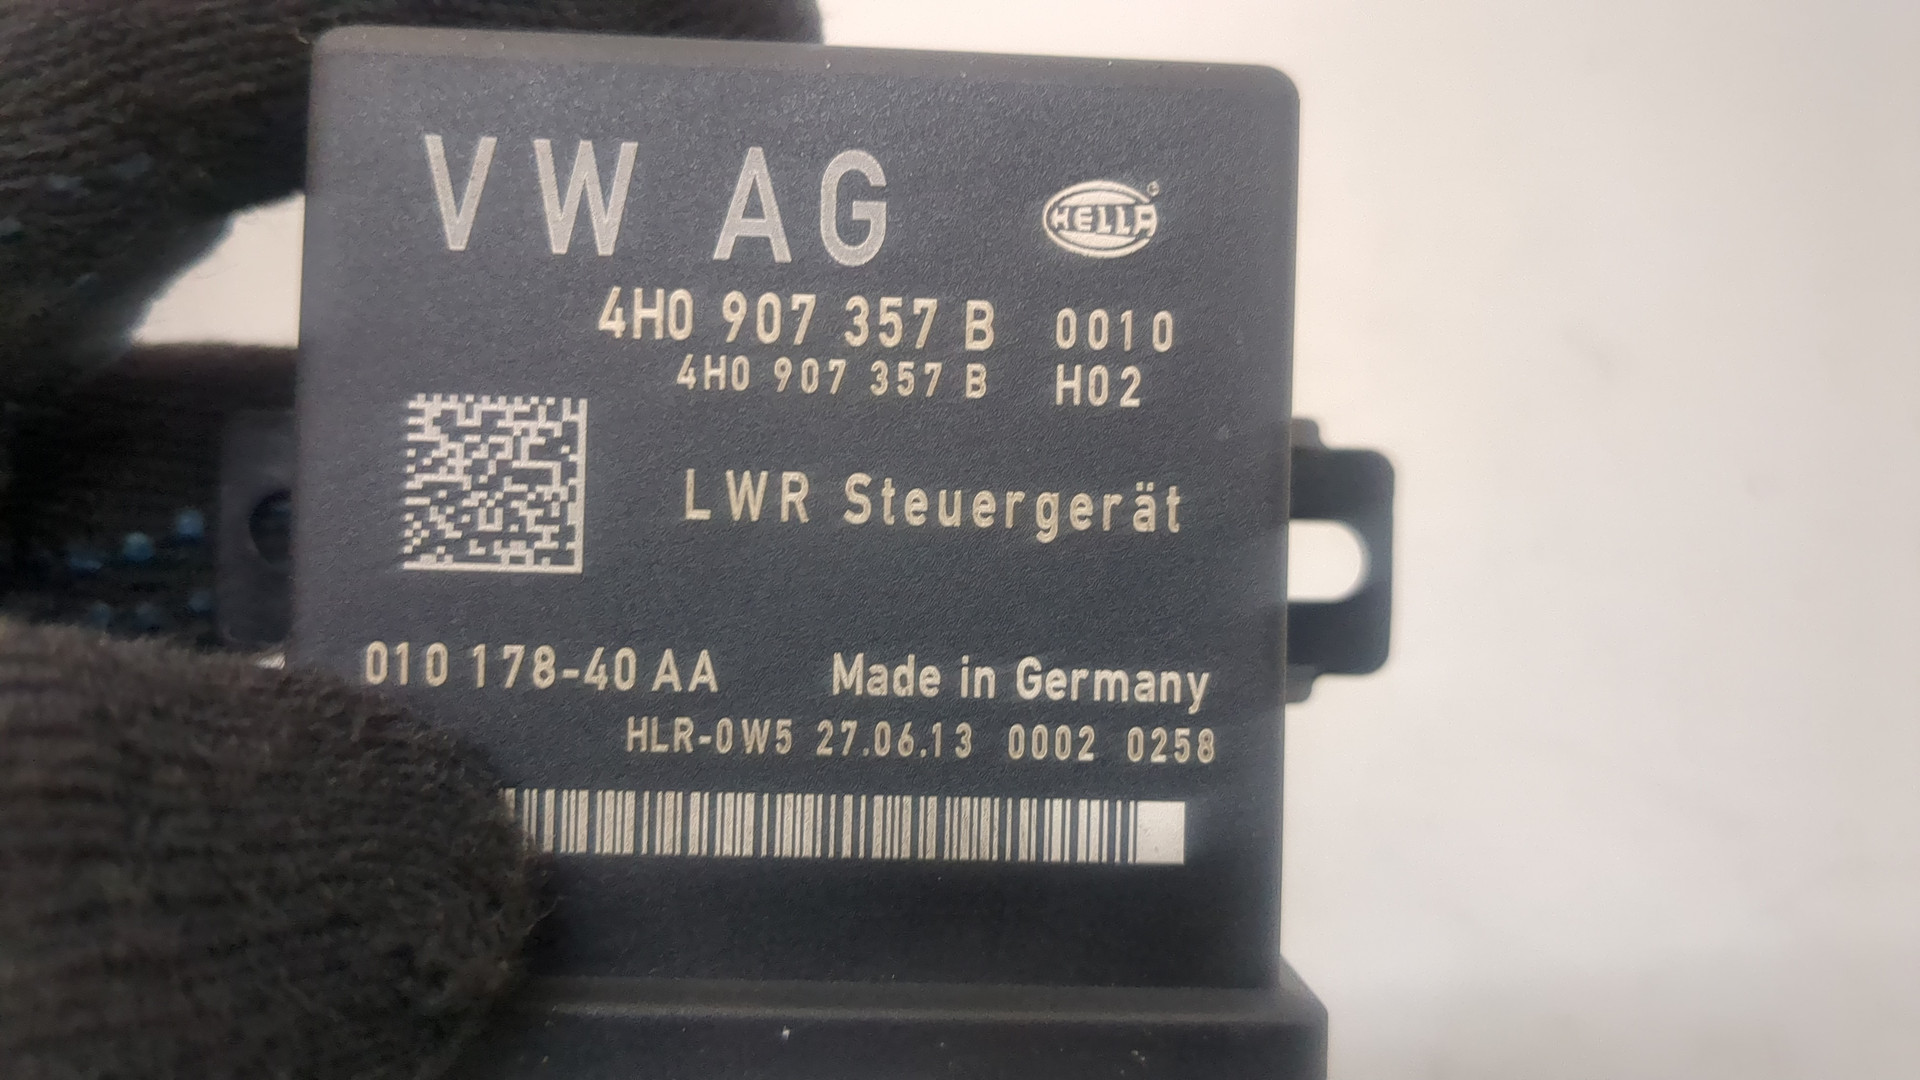 VW AG
HELLA
4H0 907 357 B 0010
4H0 907 357 B H02
LWR Steuergerät
010 178-40 AA Made in Germany
HLR-0W5 27.06.13 0002 0258